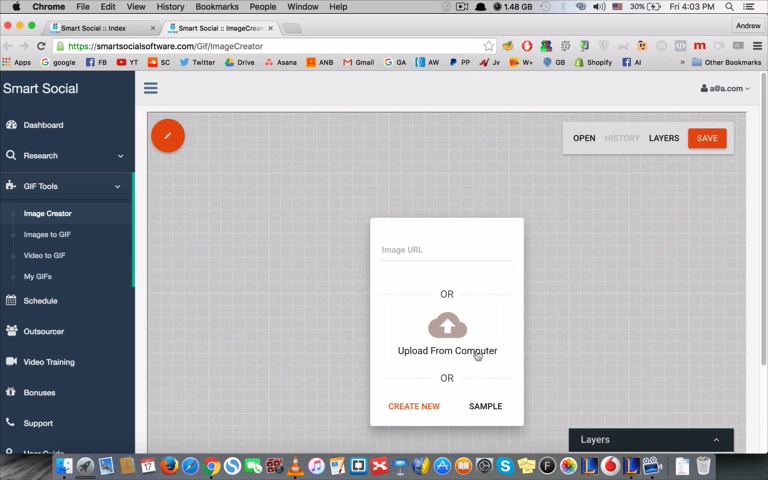 Chrome File Edit View History Bookmarks People Window Help 1.48 GB 30% Fri 4:03 PM
Smart Social :: Index Smart Social :: ImageCreat Andrew
https://smartsocialsoftware.com/Gif/ImageCreator
Apps google FB YT SC Twitter Drive Asana ANB Gmail GA AW PP Jv W+ GB Shopify AI » Other Bookmarks
Smart Social a@a.com
Dashboard
OPEN HISTORY LAYERS SAVE
Research
GIF Tools
Image Creator
Images to GIF
Image URL
Video to GIF
My GIFs
OR
Schedule
Outsourcer
Upload From Computer
Video Training
OR
Bonuses
CREATE NEW SAMPLE
Support
Layers
User Guide